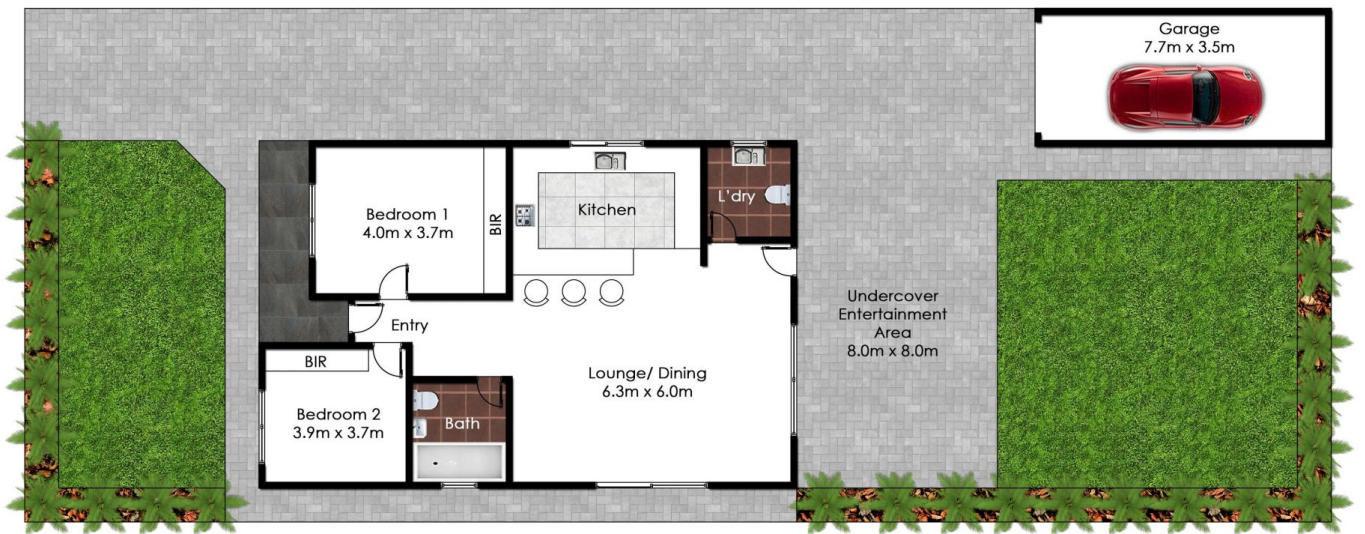 Garage
7.7m x 3.5m
Bedroom 1
4.0m x 3.7m
BIR
Kitchen
L'dry
Entry
Undercover
Entertainment
Area
8.0m x 8.0m
BIR
Lounge/ Dining
6.3m x 6.0m
Bedroom 2
3.9m x 3.7m
Bath